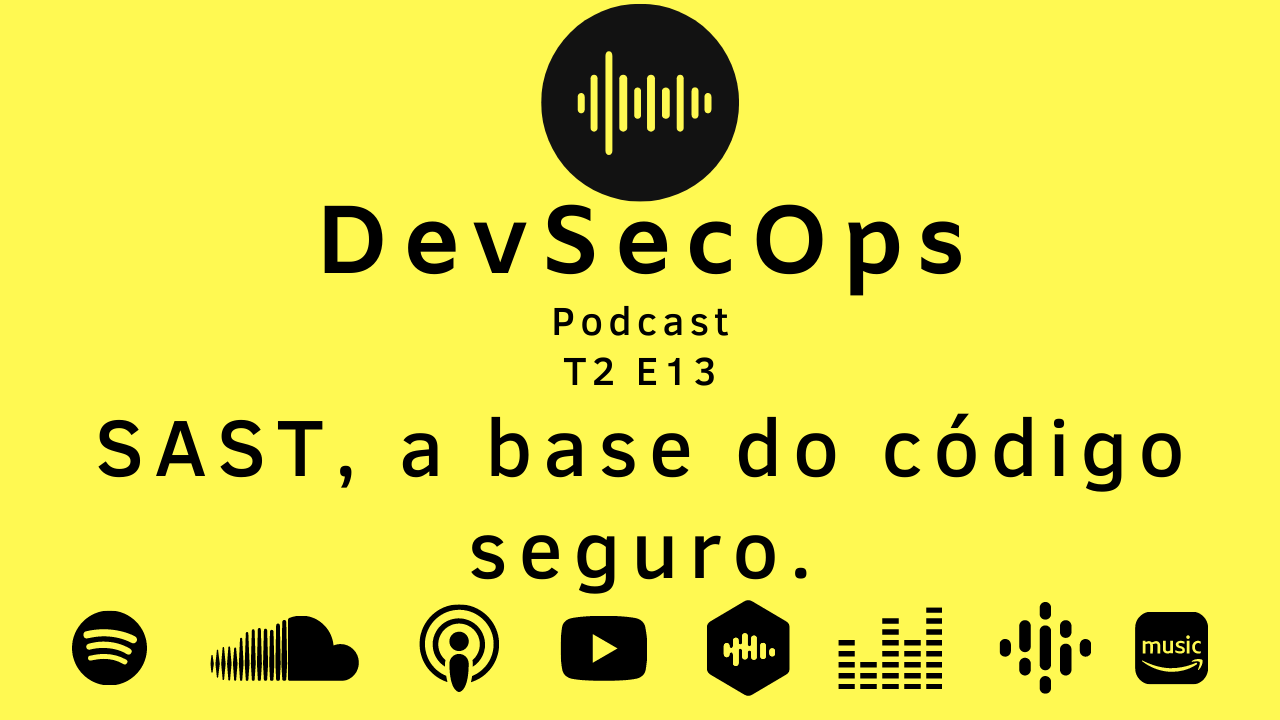 DevSecOps
Podcast
T2 E13
SAST, a base do código
seguro.
music